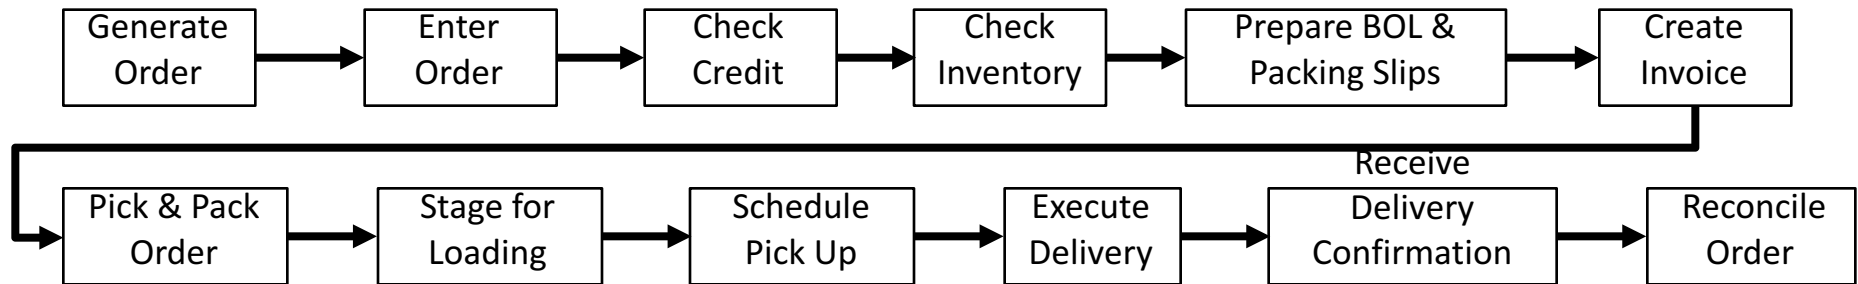 Generate
Order
Enter
Order
Check
Credit
Check
Inventory
Prepare BOL &
Packing Slips
Create
Invoice
Pick & Pack
Order
Stage for
Loading
Schedule
Pick Up
Execute
Delivery
Receive
Delivery
Confirmation
Reconcile
Order